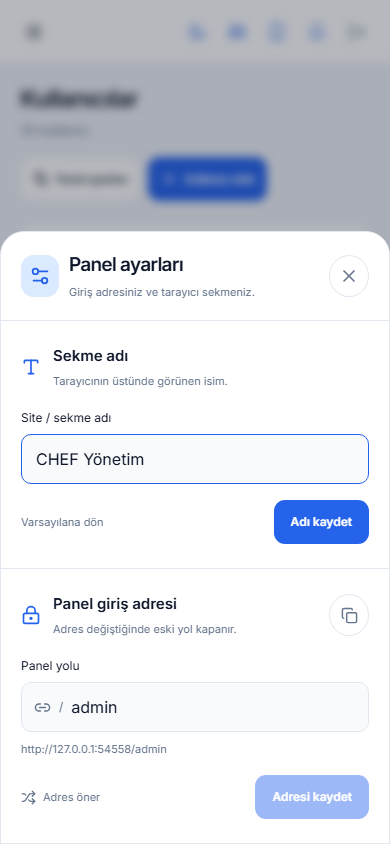 Kullanıcılar
Panel ayarları
Giriş adresiniz ve tarayıcı sekmeniz.
Sekme adı
Tarayıcının üstünde görünen isim.
Site / sekme adı
CHEF Yönetim
Varsayılana dön
Adı kaydet
Panel giriş adresi
Adres değiştiğinde eski yol kapanır.
Panel yolu
/ admin
http://127.0.0.1:54558/admin
Adres öner
Adresi kaydet